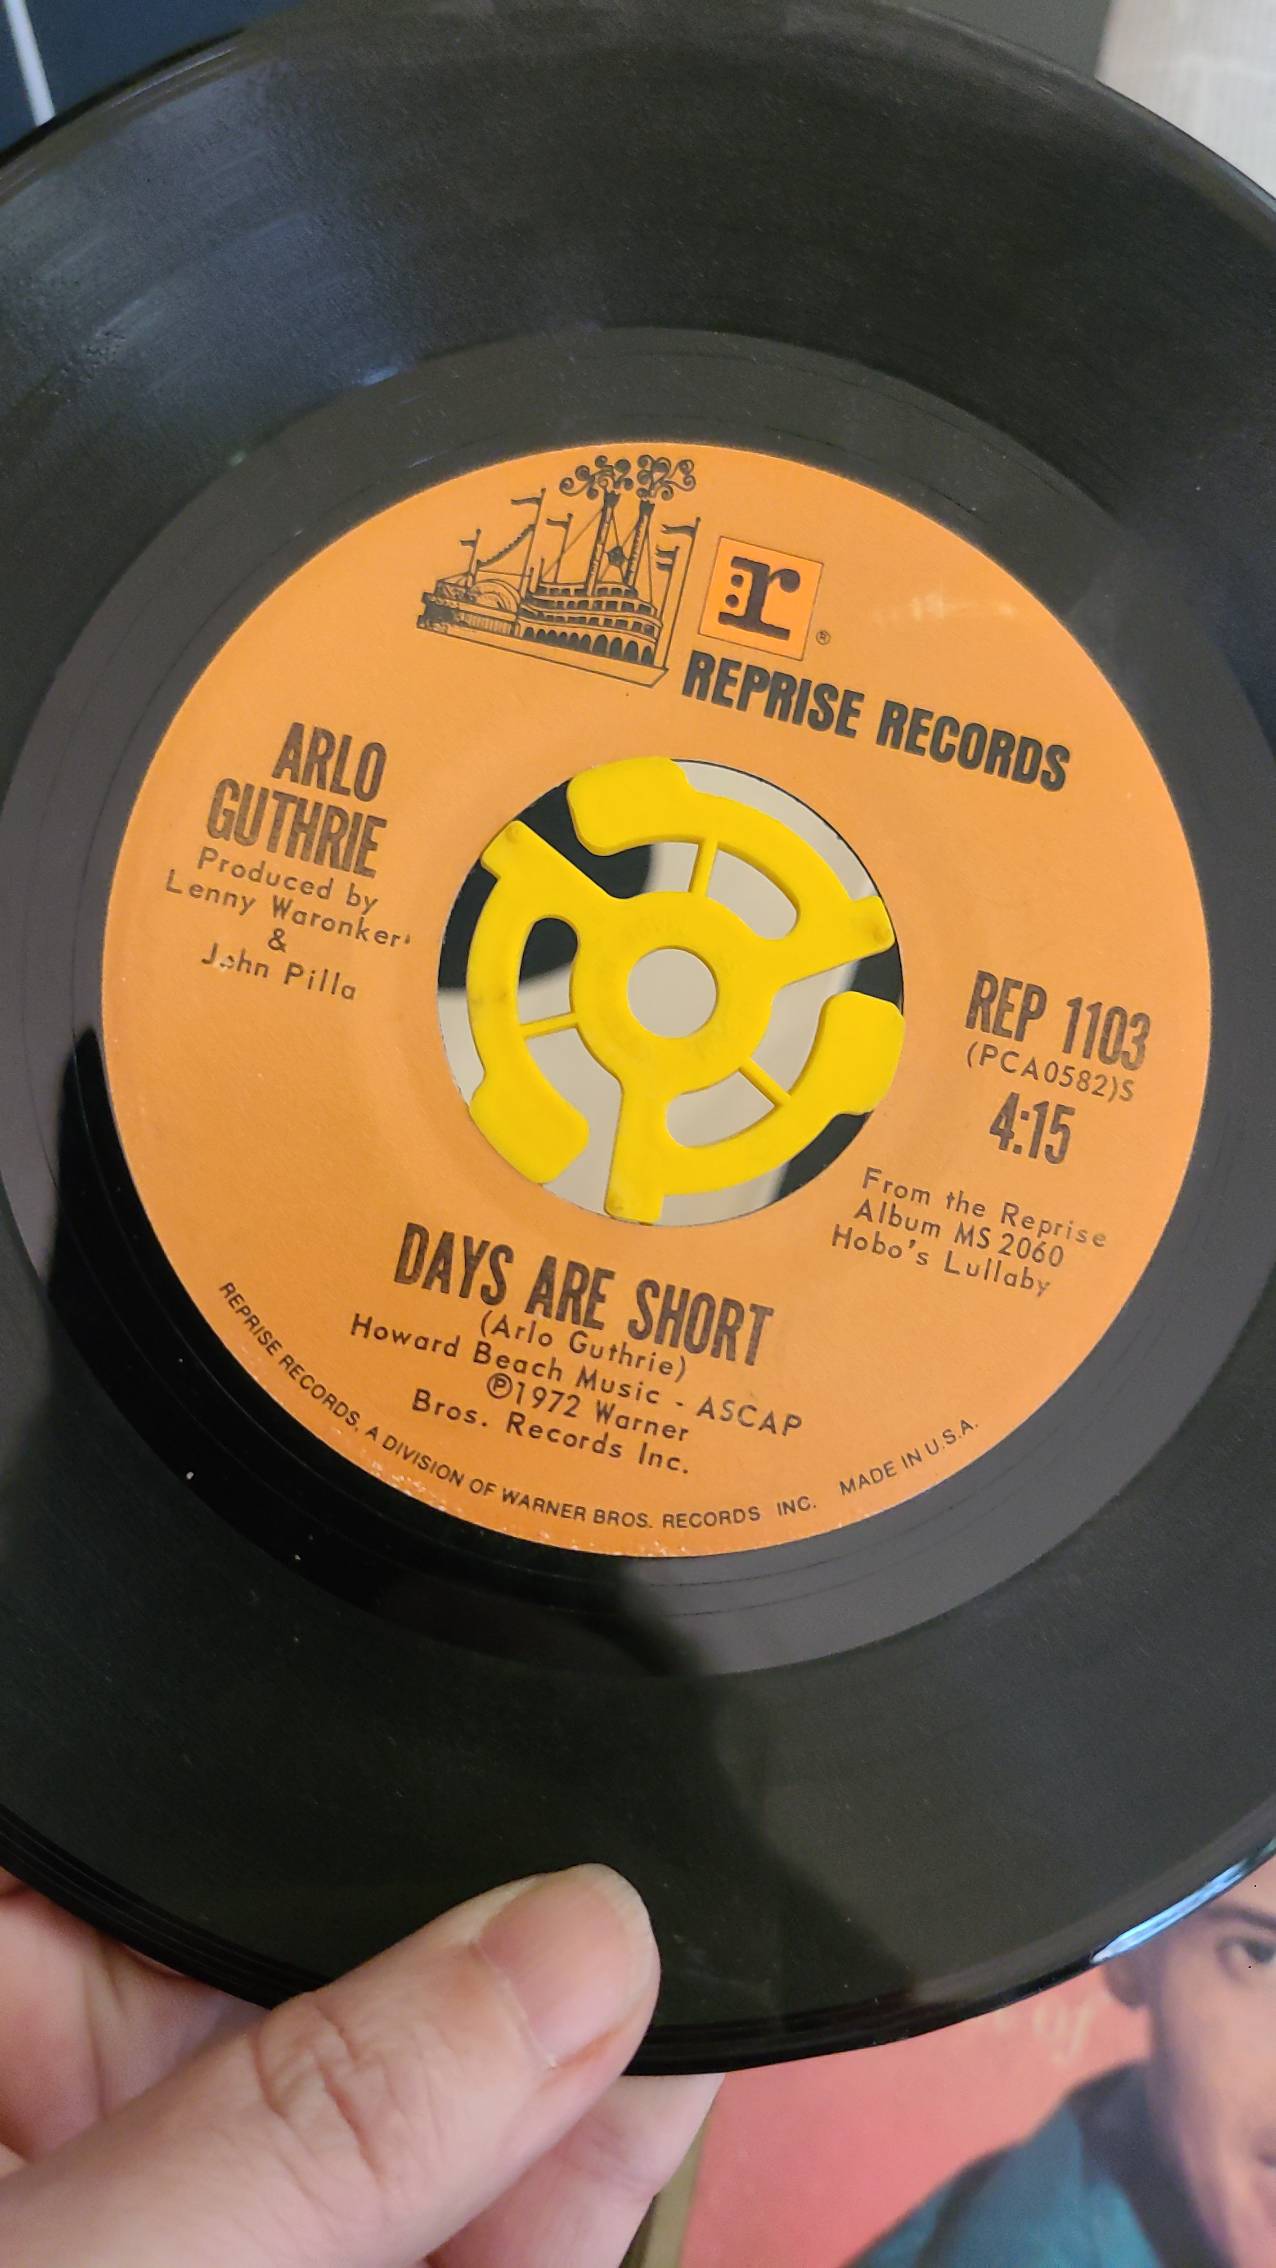 r
®
REPRISE RECORDS
ARLO
GUTHRIE
Produced by
Lenny Waronker
&
John Pilla
REP 1103
(PCA0582)S
4:15
From the Reprise
Album MS 2060
Hobo's Lullaby
DAYS ARE SHORT
(Arlo Guthrie)
Howard Beach Music - ASCAP
℗1972 Warner
Bros. Records Inc.
REPRISE RECORDS, A DIVISION OF WARNER BROS. RECORDS INC. MADE IN U.S.A.